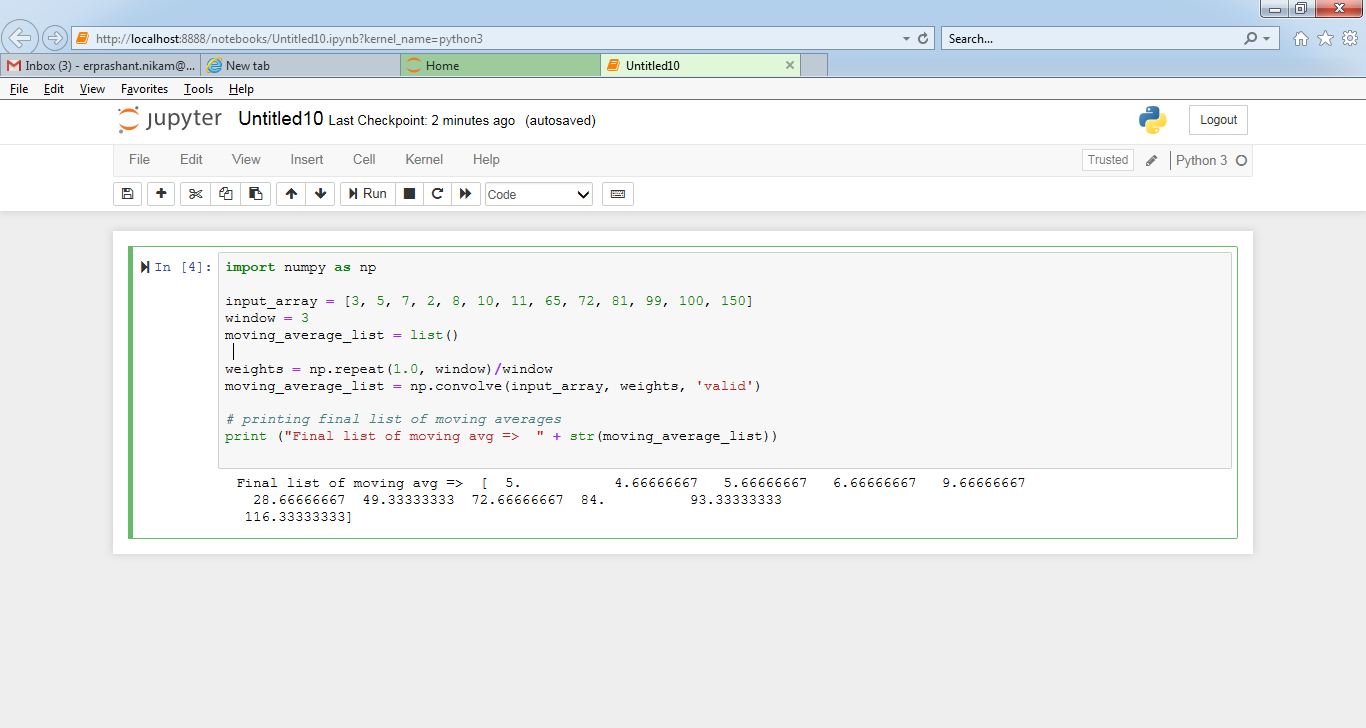 http://localhost:8888/notebooks/Untitled10.ipynb?kernel_name=python3
Search...
Inbox (3) - erprashant.nikam@...
New tab
Home
Untitled10
File Edit View Favorites Tools Help
jupyter Untitled10 Last Checkpoint: 2 minutes ago (autosaved)
Logout
File Edit View Insert Cell Kernel Help
Trusted
Python 3
Run
Code
In [4]:
import numpy as np
input_array = [3, 5, 7, 2, 8, 10, 11, 65, 72, 81, 99, 100, 150]
window = 3
moving_average_list = list()
weights = np.repeat(1.0, window)/window
moving_average_list = np.convolve(input_array, weights, 'valid')
# printing final list of moving averages
print ("Final list of moving avg =>  " + str(moving_average_list))
Final list of moving avg =>  [  5.           4.66666667   5.66666667   6.66666667   9.66666667
28.66666667  49.33333333  72.66666667  84.          93.33333333
116.33333333]